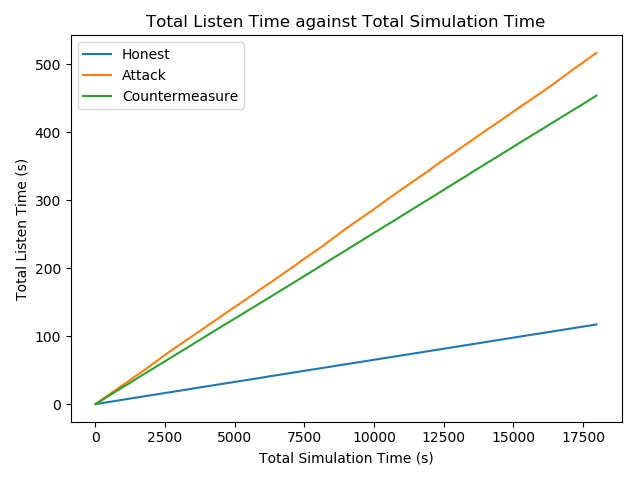 Total Listen Time against Total Simulation Time
Honest
Attack
Countermeasure
Total Listen Time (s)
500
400
300
200
100
0
0 2500 5000 7500 10000 12500 15000 17500
Total Simulation Time (s)